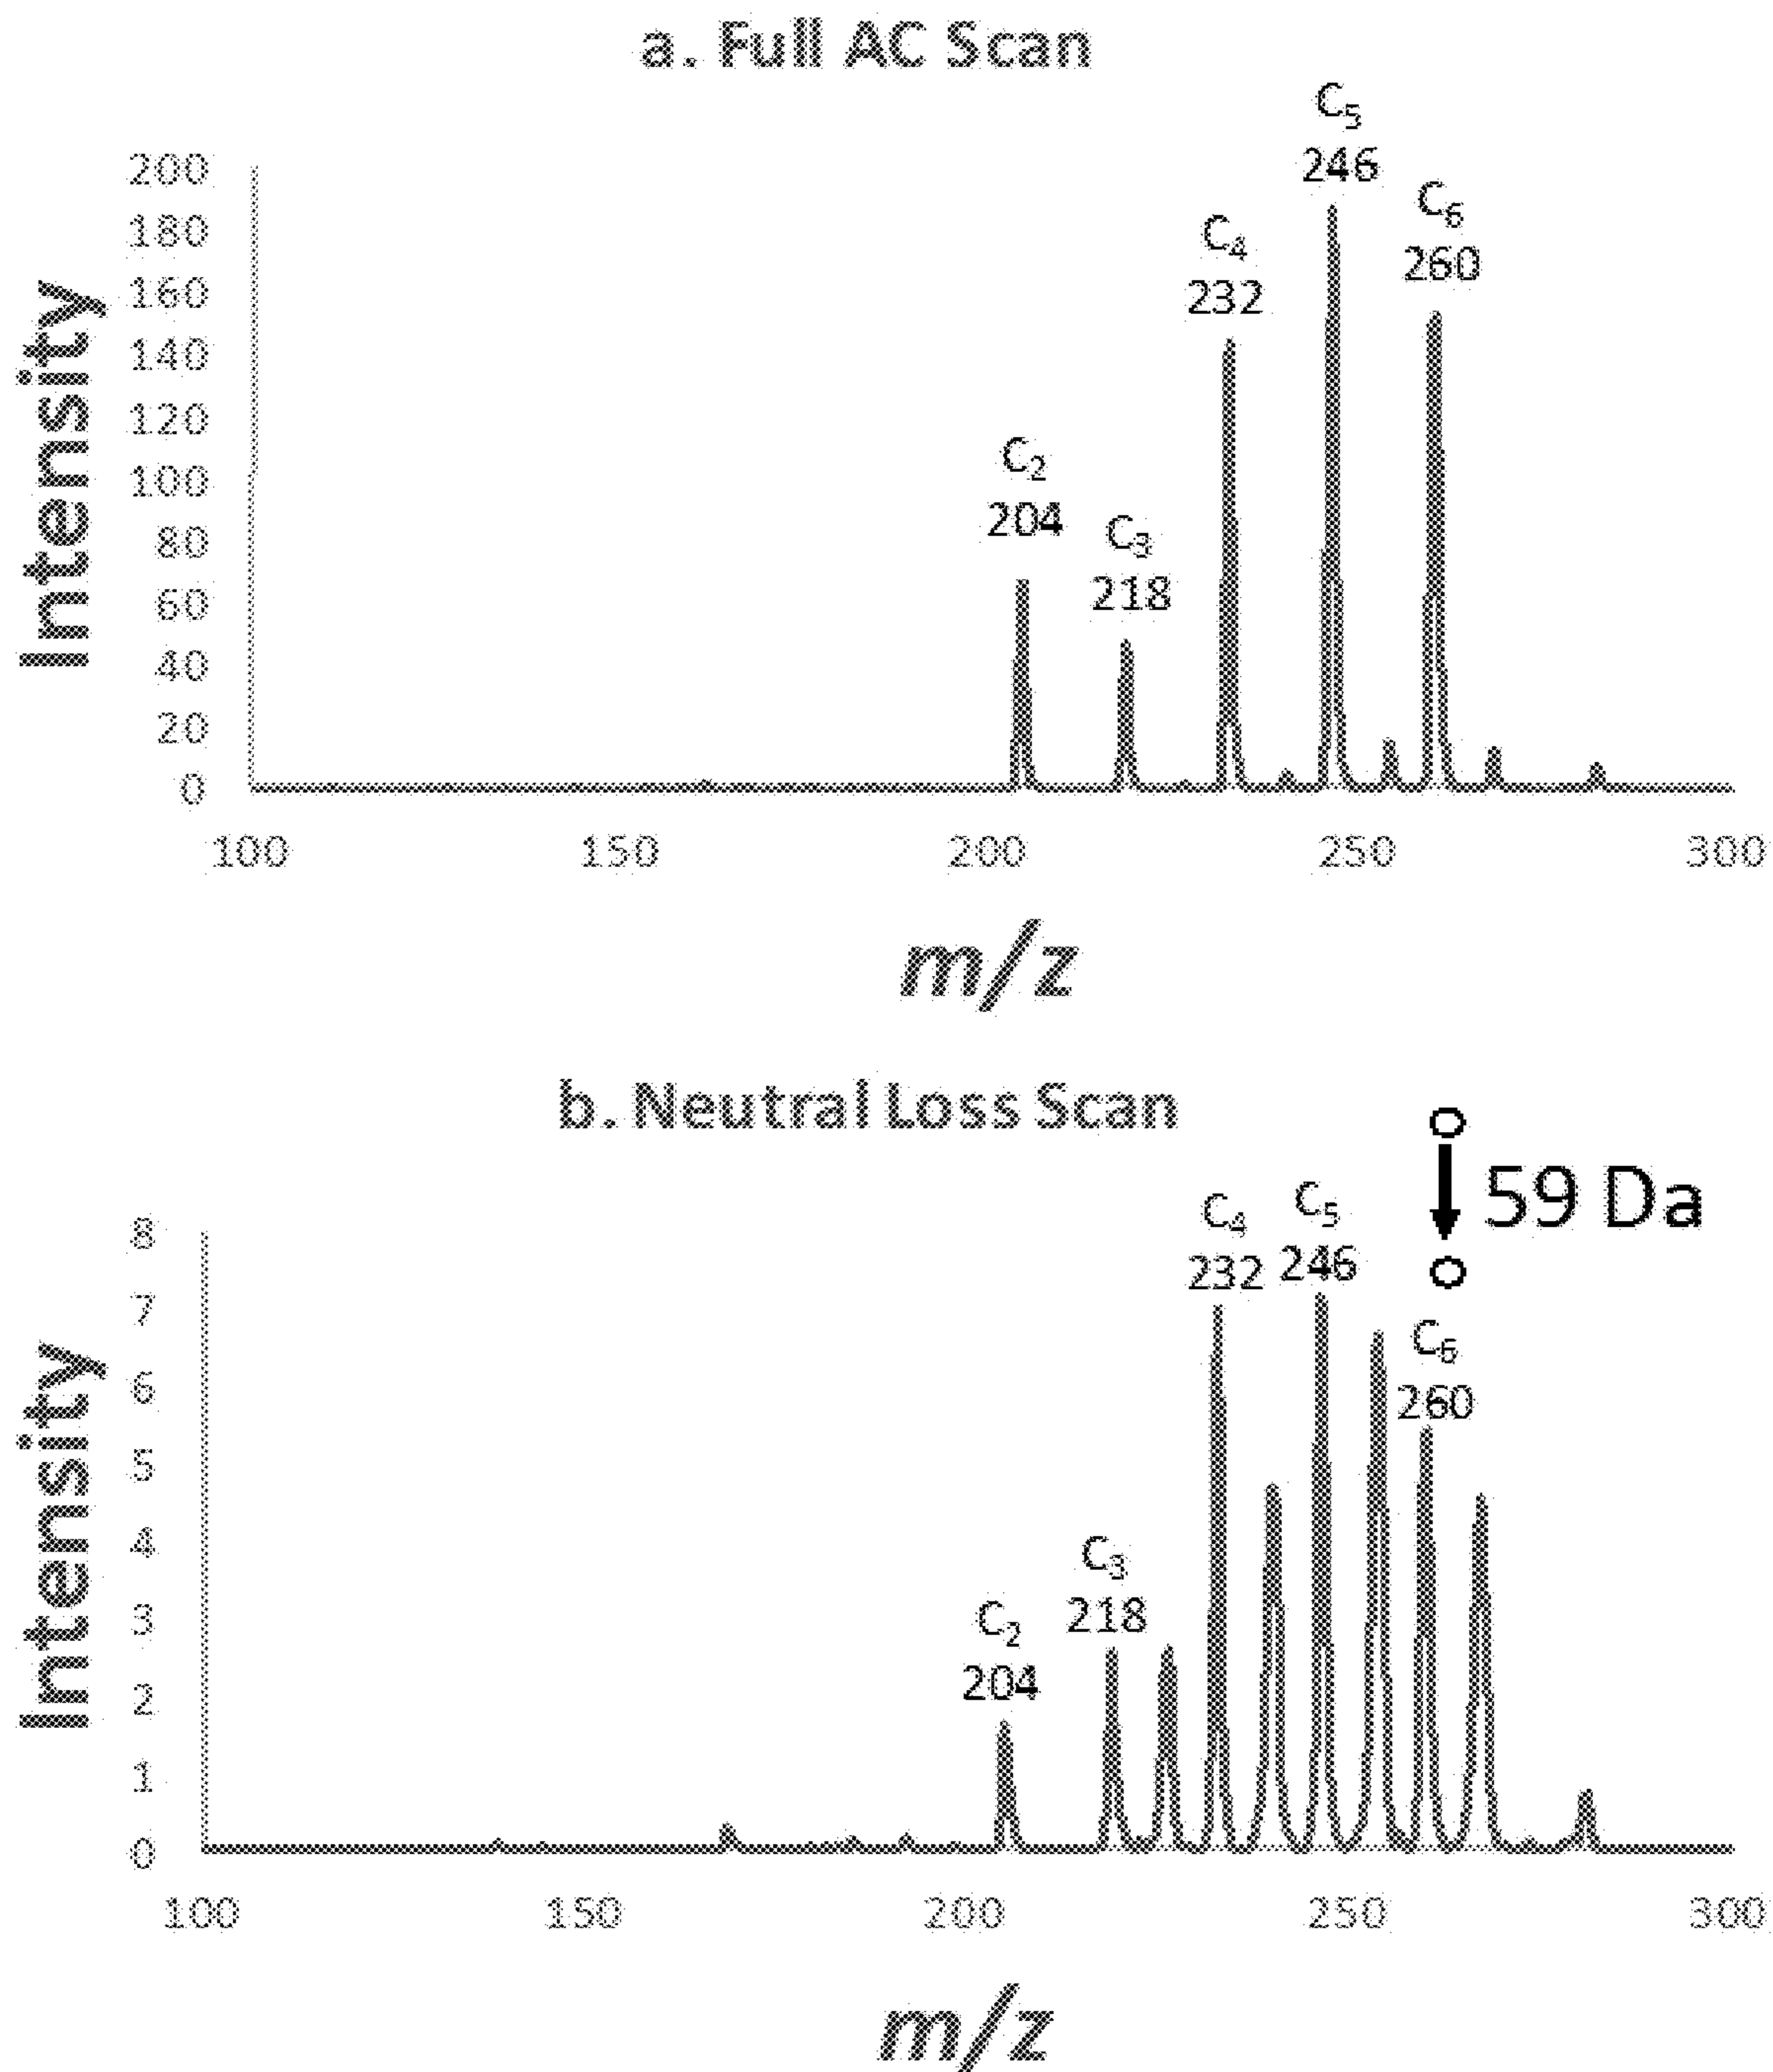 a. Full AC Scan
C₅
246
C₆
260
C₄
232
C₂
204
C₃
218
Intensity
200
180
160
140
120
100
80
60
40
20
0
100 150 200 250 300
m/z
b. Neutral Loss Scan
59 Da
C₄
232
C₅
246
C₆
260
C₃
218
C₂
204
Intensity
8
7
6
5
4
3
2
1
0
100 150 200 250 300
m/z